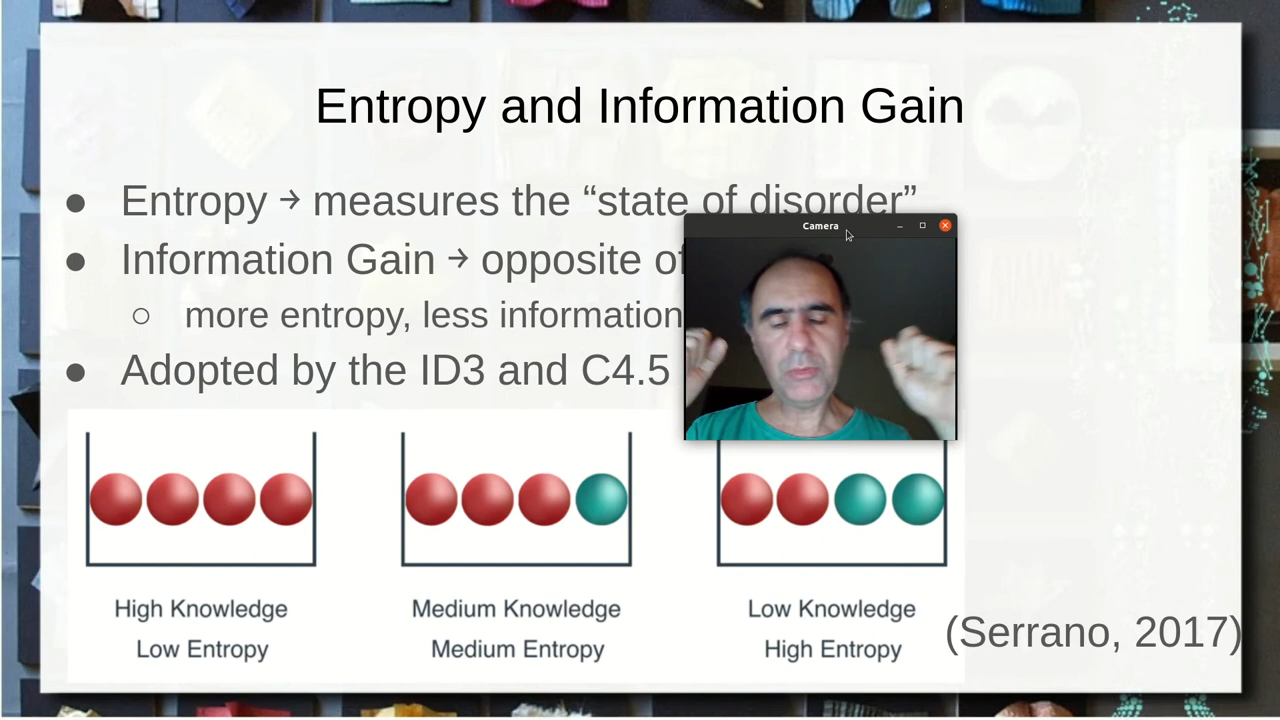 Entropy and Information Gain
● Entropy → measures the “state of disorder”
● Information Gain → opposite of
○ more entropy, less information
● Adopted by the ID3 and C4.5
Camera
High Knowledge
Low Entropy
Medium Knowledge
Medium Entropy
Low Knowledge
High Entropy
(Serrano, 2017)